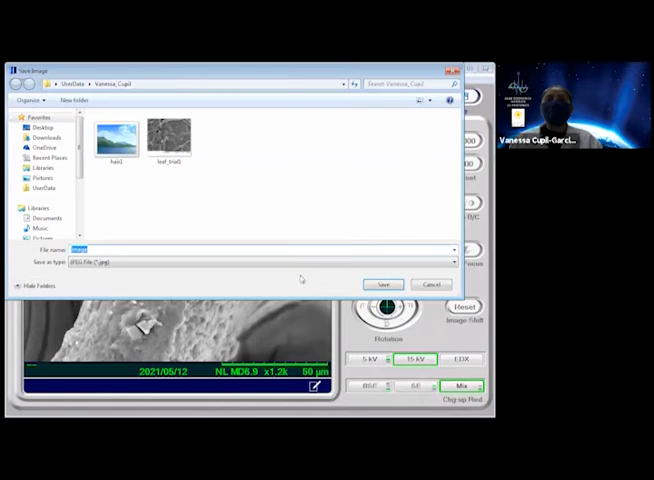 Save Image
UserData
Vanessa_Cupil
Search Vanessa_Cupil
Organize
New folder
Favorites
Desktop
Downloads
OneDrive
Recent Places
Libraries
Pictures
UserData
Libraries
Documents
Music
Pictures
hair1
leaf_trial1
File name:
image
Save as type:
JPEG File (*.jpg)
Hide Folders
Save
Cancel
B/C
Focus
Reset
Image Shift
D
Rotation
5 kV
15 kV
EDX
BSE
SE
Mix
Chg-up Red.
2021/05/12
NL MD6.9
x1.2k
50 μm
Vanessa Cupil-Garci...